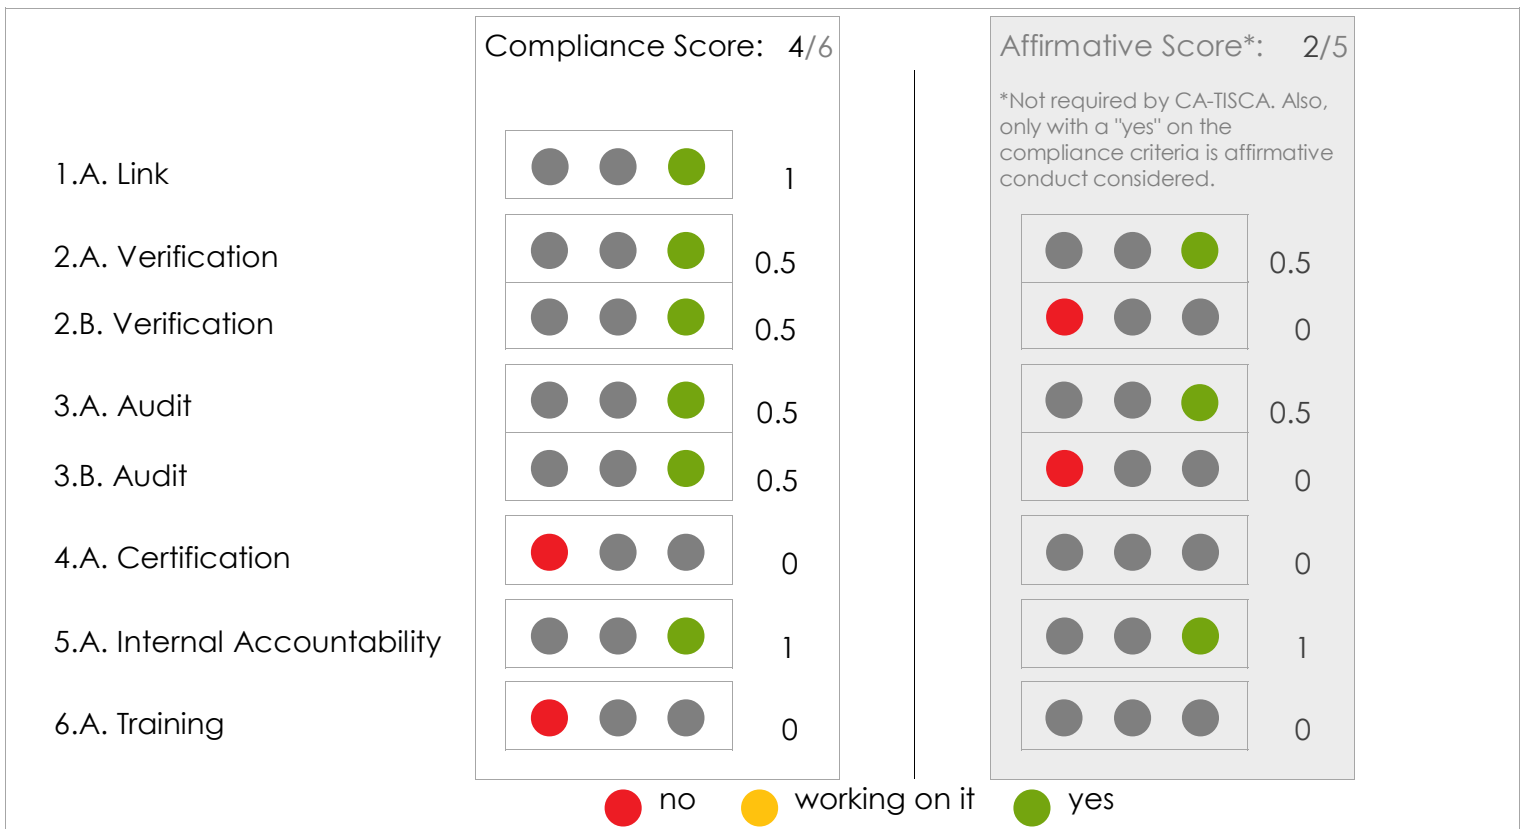 Compliance Score: 4/6
Affirmative Score*: 2/5
*Not required by CA-TISCA. Also,
only with a "yes" on the
compliance criteria is affirmative
conduct considered.
1.A. Link 1
2.A. Verification 0.5 0.5
2.B. Verification 0.5 0
3.A. Audit 0.5 0.5
3.B. Audit 0.5 0
4.A. Certification 0 0
5.A. Internal Accountability 1 1
6.A. Training 0 0
no working on it yes